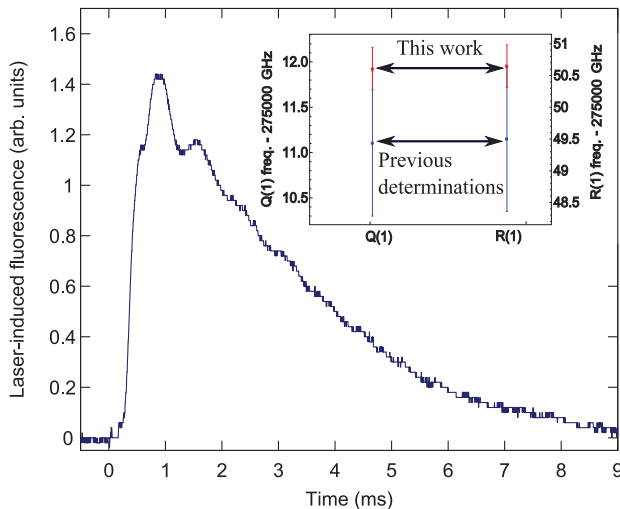 1.6
1.4
1.2
1
0.8
0.6
0.4
0.2
0
Laser-induced fluorescence (arb. units)
0 1 2 3 4 5 6 7 8 9
Time (ms)
12.0
11.5
11.0
10.5
Q(1) freq. - 275000 GHz
This work
Previous
determinations
Q(1) R(1)
51
50.5
50
49.5
49
48.5
R(1) freq. - 275000 GHz